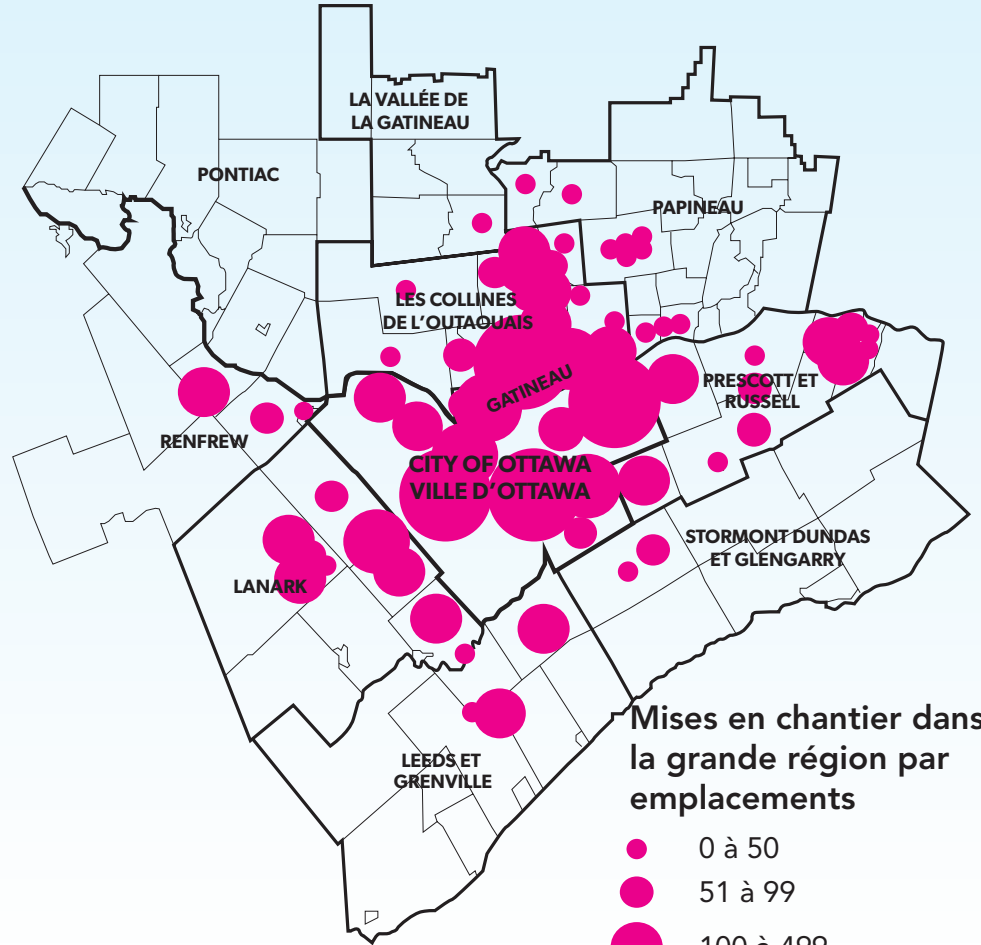 LA VALLÉE DE
LA GATINEAU
PONTIAC
PAPINEAU
LES COLLINES
DE L'OUTAOUAIS
GATINEAU
PRESCOTT ET
RUSSELL
RENFREW
CITY OF OTTAWA
VILLE D'OTTAWA
STORMONT DUNDAS
ET GLENGARRY
LANARK
LEEDS ET
GRENVILLE
Mises en chantier dans
la grande région par
emplacements
0 à 50
51 à 99
100 à 499